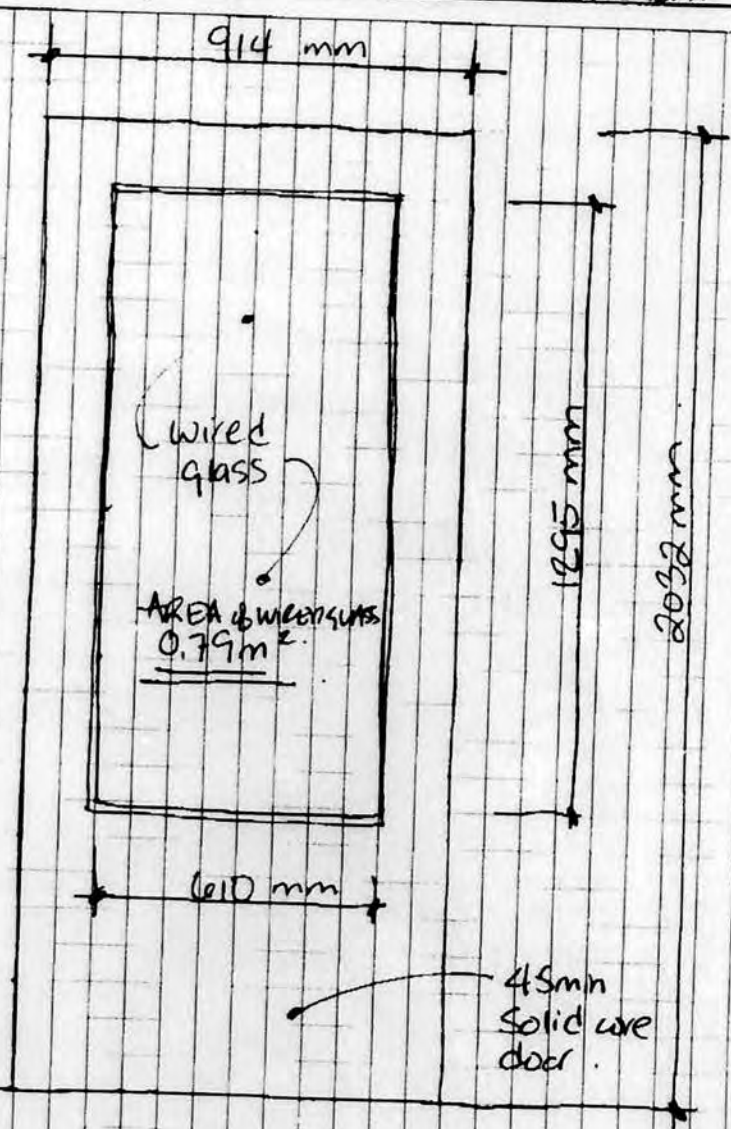 914 mm
wired
glass
1295 mm
2032 mm
AREA of WIRED GLASS
0.79m²
610 mm
45min
Solid core
door.